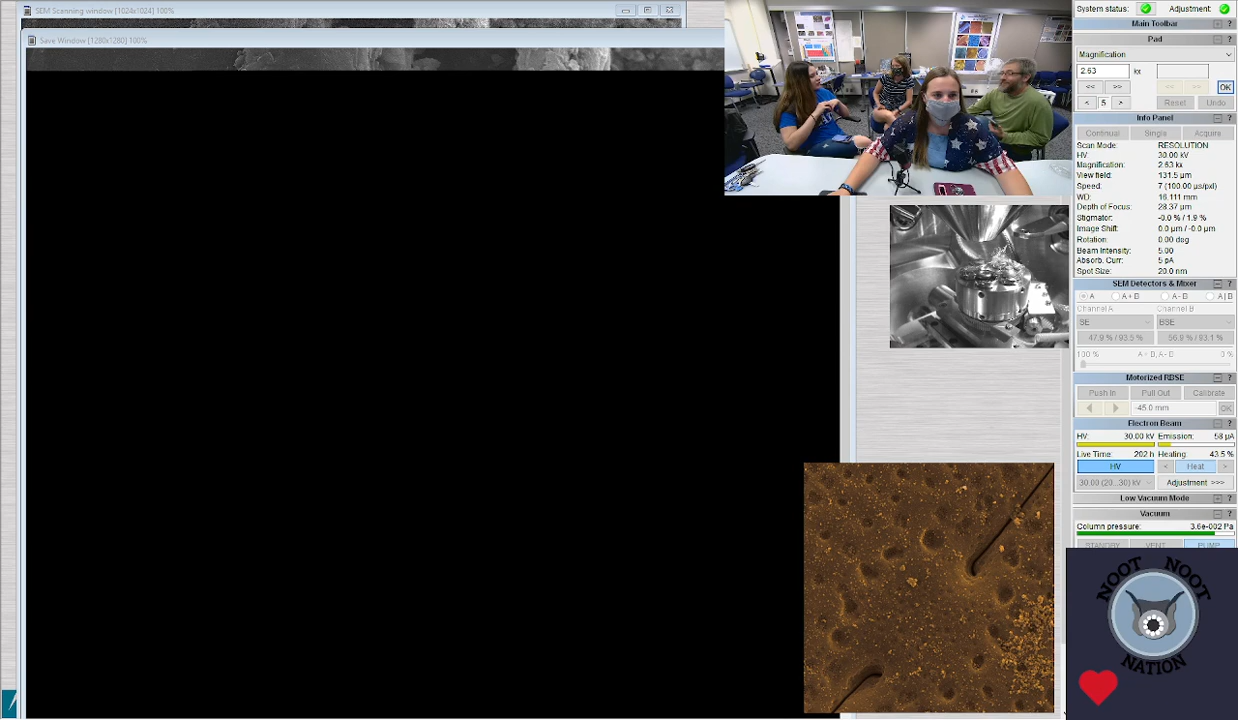 SEM Scanning window [1024x1024] 100%
Save Window [1280x1280] 100%
System status: Adjustment:
Main Toolbar
Pad
Magnification
2.63 kx
<< >> << >> OK
< 5 > Reset Undo
Info Panel
Continual Single Acquire
Scan Mode: RESOLUTION
HV: 30.00 kV
Magnification: 2.63 kx
View field: 131.5 µm
Speed: 7 (100.00 µs/pxl)
WD: 16.111 mm
Depth of Focus: 28.37 µm
Stigmator: -0.0 % / 1.9 %
Image Shift: 0.0 µm / -0.0 µm
Rotation: 0.00 deg
Beam Intensity: 5.00
Absorb. Curr: 5 pA
Spot Size: 20.0 nm
SEM Detectors & Mixer
A A+B A-B A|B
Channel A Channel B
SE BSE
47.9 % / 93.5 % 56.9 % / 93.1 %
100 % A+B, A-B 0 %
Motorized RBSE
Push In Pull Out Calibrate
-45.0 mm OK
Electron Beam
HV: 30.00 kV Emission: 58 µA
Live Time: 202 h Heating: 43.5 %
HV < Heat >
30.00 (20...30) kV Adjustment >>>
Low Vacuum Mode
Vacuum
Column pressure: 3.6e-002 Pa
STANDBY VENT PUMP
NOOT NOOT
NATION